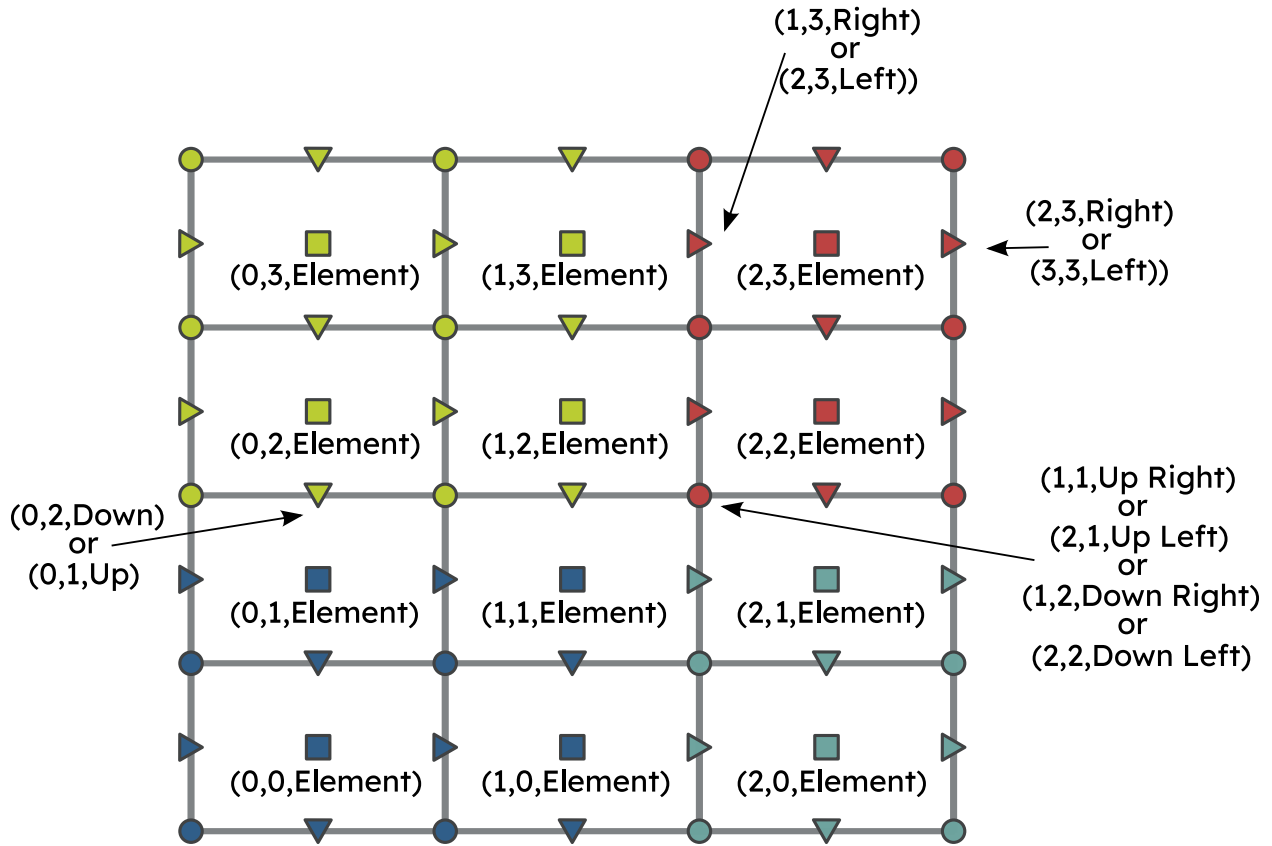 (1,3,Right)
or
(2,3,Left))
(2,3,Right)
or
(3,3,Left))
(0,3,Element)
(1,3,Element)
(2,3,Element)
(0,2,Element)
(1,2,Element)
(2,2,Element)
(0,2,Down)
or
(0,1,Up)
(1,1,Up Right)
or
(2,1,Up Left)
or
(1,2,Down Right)
or
(2,2,Down Left)
(0,1,Element)
(1,1,Element)
(2,1,Element)
(0,0,Element)
(1,0,Element)
(2,0,Element)